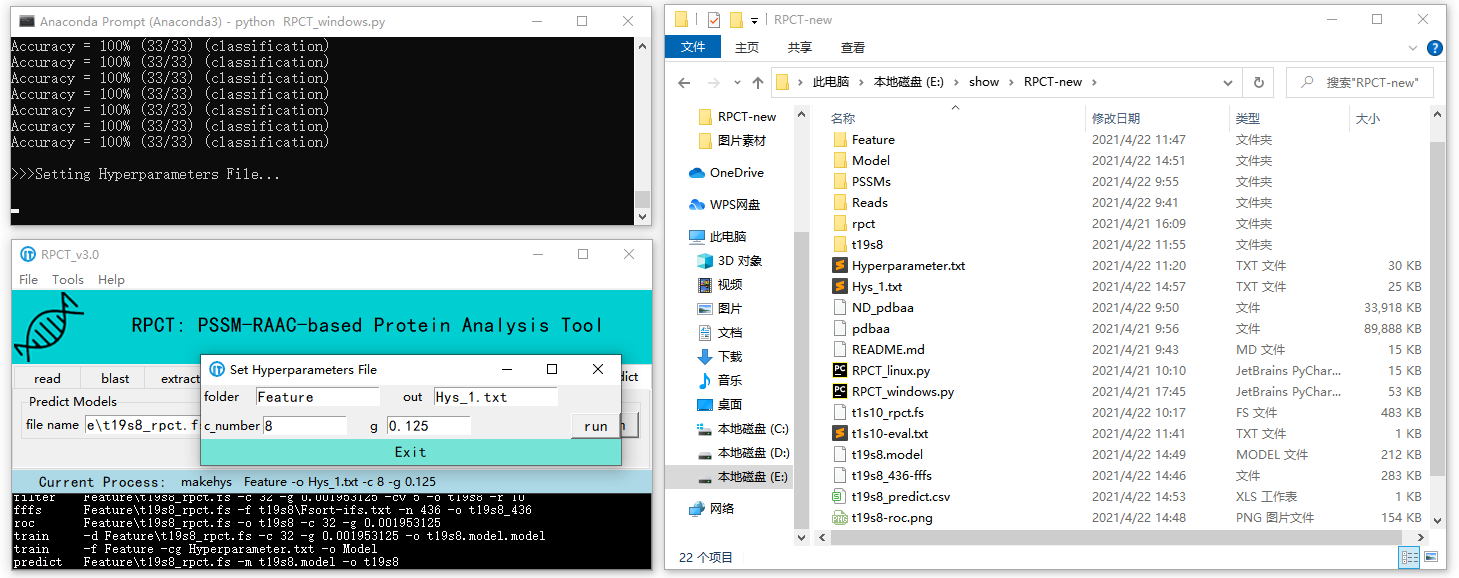 Anaconda Prompt (Anaconda3) - python RPCT_windows.py
Accuracy = 100% (33/33) (classification)
Accuracy = 100% (33/33) (classification)
Accuracy = 100% (33/33) (classification)
Accuracy = 100% (33/33) (classification)
Accuracy = 100% (33/33) (classification)
Accuracy = 100% (33/33) (classification)
Accuracy = 100% (33/33) (classification)
>>>Setting Hyperparameters File...
RPCT_v3.0
File Tools Help
RPCT: PSSM-RAAC-based Protein Analysis Tool
read blast extract
Predict Models
file name e\t19s8_rpct.f
Set Hyperparameters File
folder Feature out Hys_1.txt
c_number 8 g 0.125 run
Exit
Current Process: makehys Feature -o Hys_1.txt -c 8 -g 0.125
filter Feature\t19s8_rpct.fs -c 32 -g 0.001953125 -cv 5 -o t19s8 -r 10
fffs Feature\t19s8_rpct.fs -f t19s8\Fsort-ifs.txt -n 436 -o t19s8_436
roc Feature\t19s8_rpct.fs -o t19s8 -c 32 -g 0.001953125
train -d Feature\t19s8_rpct.fs -c 32 -g 0.001953125 -o t19s8.model.model
train -f Feature -cg Hyperparameter.txt -o Model
predict Feature\t19s8_rpct.fs -m t19s8.model -o t19s8
RPCT-new
文件 主页 共享 查看
此电脑 本地磁盘 (E:) show RPCT-new
搜索"RPCT-new"
RPCT-new
图片素材
OneDrive
WPS网盘
此电脑
3D 对象
视频
图片
文档
下载
音乐
桌面
本地磁盘 (C:)
本地磁盘 (D:)
本地磁盘 (E:)
网络
名称 修改日期 类型 大小
Feature 2021/4/22 11:47 文件夹
Model 2021/4/22 14:51 文件夹
PSSMs 2021/4/22 9:55 文件夹
Reads 2021/4/22 9:41 文件夹
rpct 2021/4/21 16:09 文件夹
t19s8 2021/4/22 11:55 文件夹
Hyperparameter.txt 2021/4/22 11:20 TXT 文件 30 KB
Hys_1.txt 2021/4/22 14:57 TXT 文件 25 KB
ND_pdbaa 2021/4/22 9:50 文件 33,918 KB
pdbaa 2021/4/21 9:56 文件 89,888 KB
README.md 2021/4/21 9:43 MD 文件 15 KB
RPCT_linux.py 2021/4/21 10:10 JetBrains PyChar... 15 KB
RPCT_windows.py 2021/4/21 17:45 JetBrains PyChar... 53 KB
t1s10_rpct.fs 2021/4/22 10:17 FS 文件 483 KB
t1s10-eval.txt 2021/4/22 11:41 TXT 文件 1 KB
t19s8.model 2021/4/22 14:49 MODEL 文件 212 KB
t19s8_436-fffs 2021/4/22 14:46 文件 283 KB
t19s8_predict.csv 2021/4/22 14:53 XLS 工作表 1 KB
t19s8-roc.png 2021/4/22 14:48 PNG 图片文件 154 KB
22 个项目